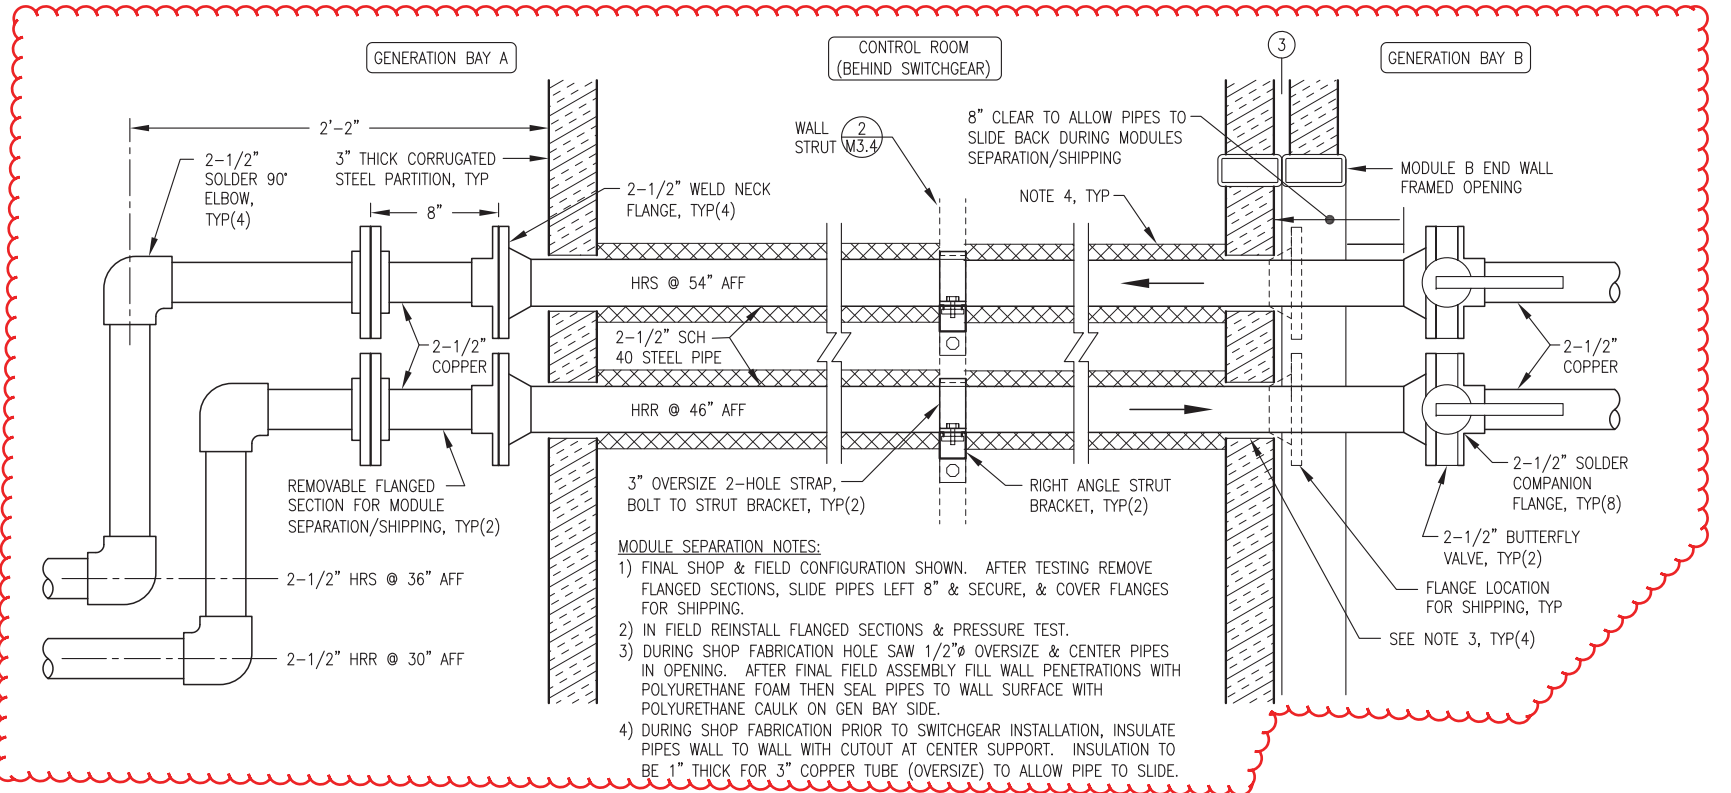 GENERATION BAY A
CONTROL ROOM
(BEHIND SWITCHGEAR)
3
GENERATION BAY B
2'-2"
2-1/2"
SOLDER 90°
ELBOW,
TYP(4)
3" THICK CORRUGATED
STEEL PARTITION, TYP
8"
2-1/2" WELD NECK
FLANGE, TYP(4)
WALL
STRUT
2
M3.4
8" CLEAR TO ALLOW PIPES TO
SLIDE BACK DURING MODULES
SEPARATION/SHIPPING
NOTE 4, TYP
MODULE B END WALL
FRAMED OPENING
HRS @ 54" AFF
2-1/2" SCH
40 STEEL PIPE
2-1/2"
COPPER
HRR @ 46" AFF
2-1/2"
COPPER
REMOVABLE FLANGED
SECTION FOR MODULE
SEPARATION/SHIPPING, TYP(2)
3" OVERSIZE 2-HOLE STRAP,
BOLT TO STRUT BRACKET, TYP(2)
RIGHT ANGLE STRUT
BRACKET, TYP(2)
2-1/2" SOLDER
COMPANION
FLANGE, TYP(8)
2-1/2" BUTTERFLY
VALVE, TYP(2)
FLANGE LOCATION
FOR SHIPPING, TYP
SEE NOTE 3, TYP(4)
2-1/2" HRS @ 36" AFF
2-1/2" HRR @ 30" AFF
MODULE SEPARATION NOTES:
1) FINAL SHOP & FIELD CONFIGURATION SHOWN. AFTER TESTING REMOVE
FLANGED SECTIONS, SLIDE PIPES LEFT 8" & SECURE, & COVER FLANGES
FOR SHIPPING.
2) IN FIELD REINSTALL FLANGED SECTIONS & PRESSURE TEST.
3) DURING SHOP FABRICATION HOLE SAW 1/2"ø OVERSIZE & CENTER PIPES
IN OPENING. AFTER FINAL FIELD ASSEMBLY FILL WALL PENETRATIONS WITH
POLYURETHANE FOAM THEN SEAL PIPES TO WALL SURFACE WITH
POLYURETHANE CAULK ON GEN BAY SIDE.
4) DURING SHOP FABRICATION PRIOR TO SWITCHGEAR INSTALLATION, INSULATE
PIPES WALL TO WALL WITH CUTOUT AT CENTER SUPPORT. INSULATION TO
BE 1" THICK FOR 3" COPPER TUBE (OVERSIZE) TO ALLOW PIPE TO SLIDE.